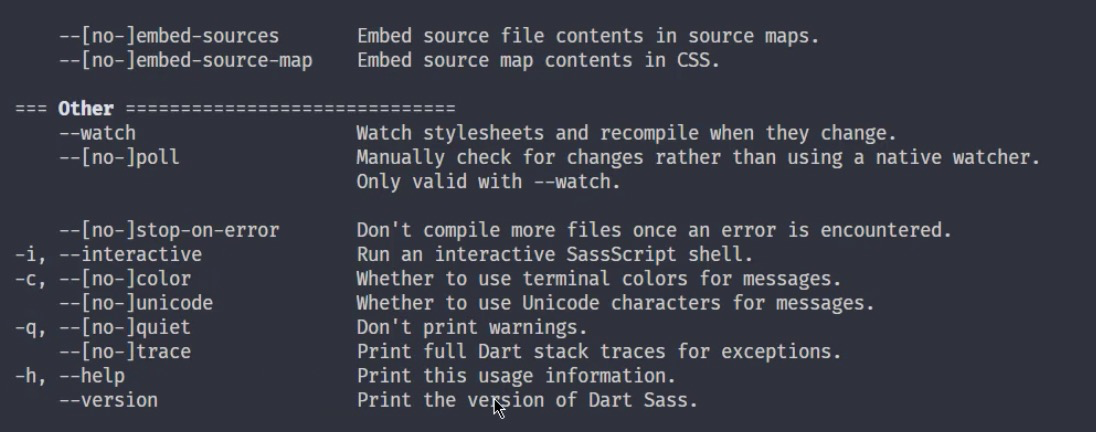 --[no-]embed-sources Embed source file contents in source maps.
--[no-]embed-source-map Embed source map contents in CSS.
=== Other ==============================
--watch Watch stylesheets and recompile when they change.
--[no-]poll Manually check for changes rather than using a native watcher.
Only valid with --watch.
--[no-]stop-on-error Don't compile more files once an error is encountered.
-i, --interactive Run an interactive SassScript shell.
-c, --[no-]color Whether to use terminal colors for messages.
--[no-]unicode Whether to use Unicode characters for messages.
-q, --[no-]quiet Don't print warnings.
--[no-]trace Print full Dart stack traces for exceptions.
-h, --help Print this usage information.
--version Print the version of Dart Sass.